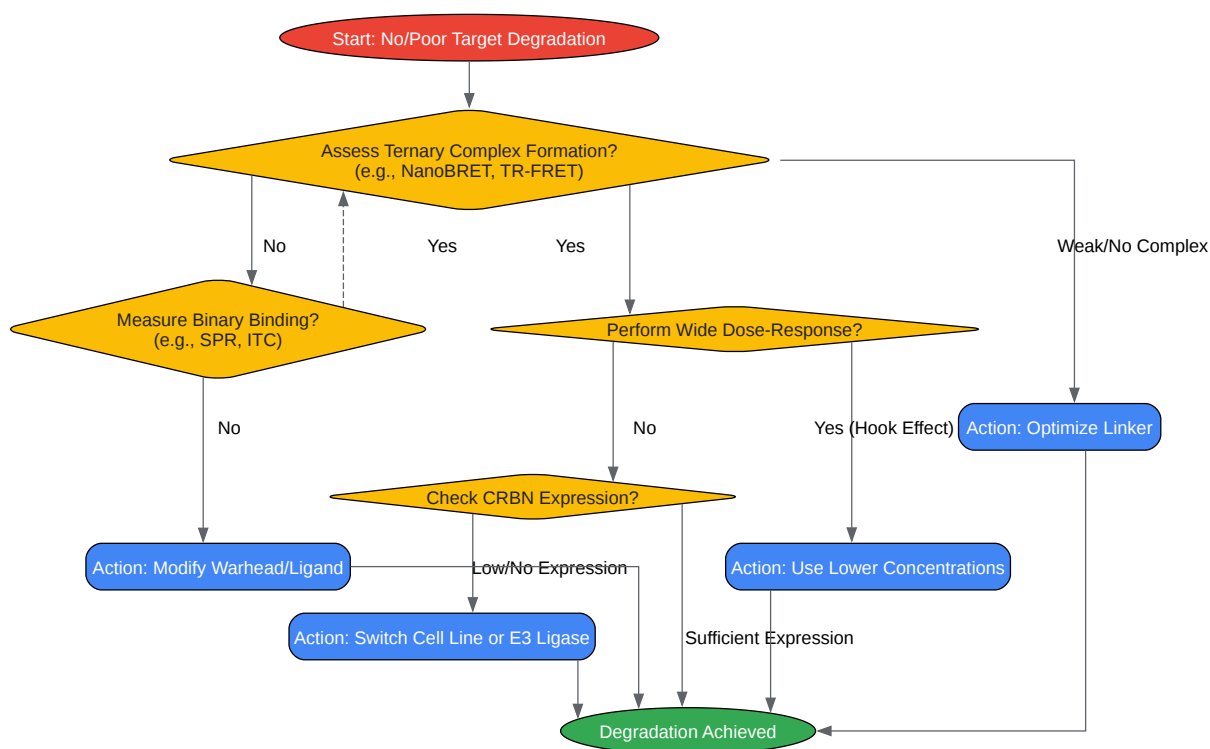 Start: No/Poor Target Degradation
Assess Ternary Complex Formation?
(e.g., NanoBRET, TR-FRET)
No
Yes
Yes
Weak/No Complex
Measure Binary Binding?
(e.g., SPR, ITC)
Perform Wide Dose-Response?
No
No
Yes (Hook Effect)
Action: Optimize Linker
Check CRBN Expression?
Action: Modify Warhead/Ligand
Low/No Expression
Action: Use Lower Concentrations
Action: Switch Cell Line or E3 Ligase
Sufficient Expression
Degradation Achieved